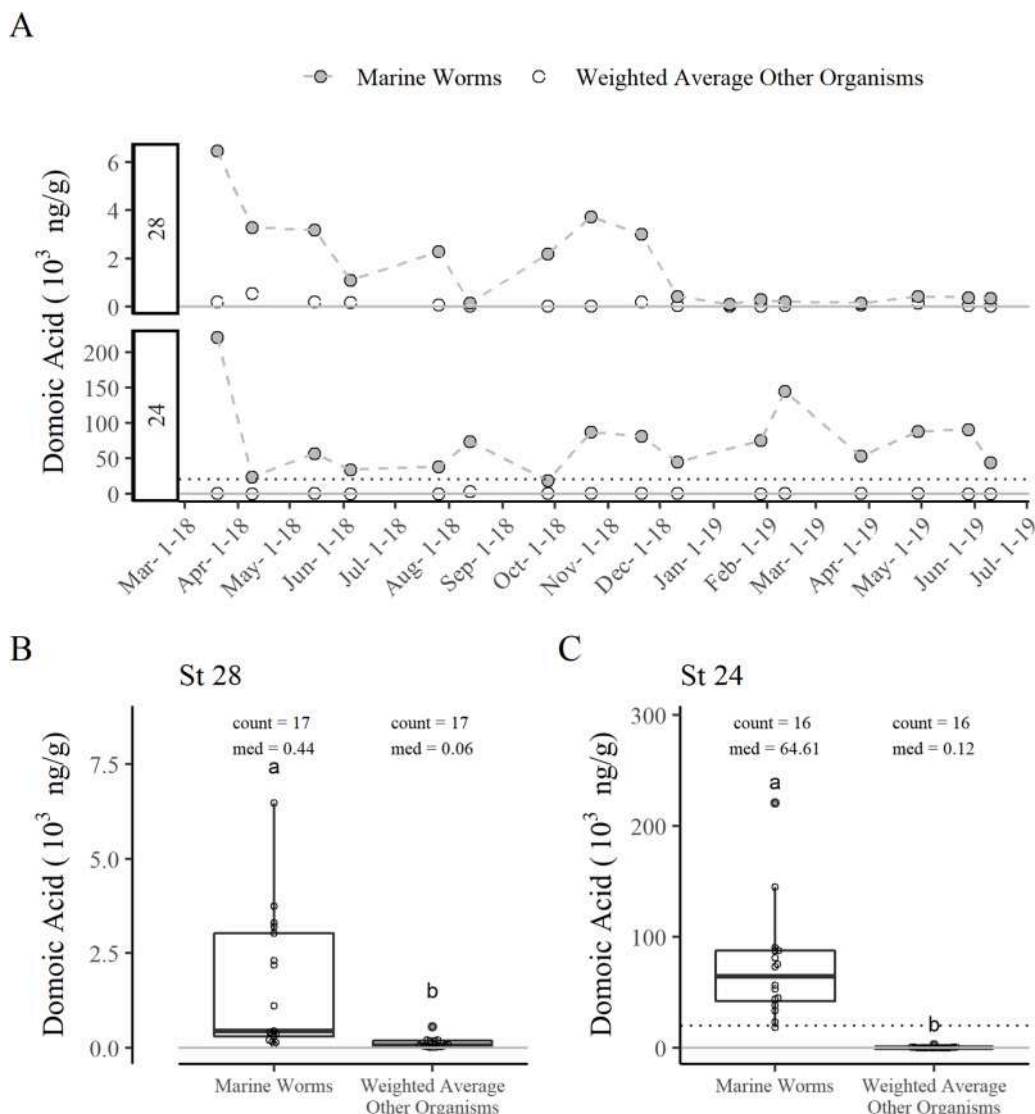 A
Marine Worms
Weighted Average Other Organisms
Domoic Acid ( 10³ ng/g)
28
6
4
2
0
24
200
150
100
50
0
Mar- 1-18
Apr- 1-18
May- 1-18
Jun- 1-18
Jul- 1-18
Aug- 1-18
Sep- 1-18
Oct- 1-18
Nov- 1-18
Dec- 1-18
Jan- 1-19
Feb- 1-19
Mar- 1-19
Apr- 1-19
May- 1-19
Jun- 1-19
Jul- 1-19
B
St 28
Domoic Acid ( 10³ ng/g)
count = 17
med = 0.44
a
count = 17
med = 0.06
b
7.5
5.0
2.5
0.0
Marine Worms
Weighted Average
Other Organisms
C
St 24
Domoic Acid ( 10³ ng/g)
count = 16
med = 64.61
a
count = 16
med = 0.12
b
300
200
100
0
Marine Worms
Weighted Average
Other Organisms